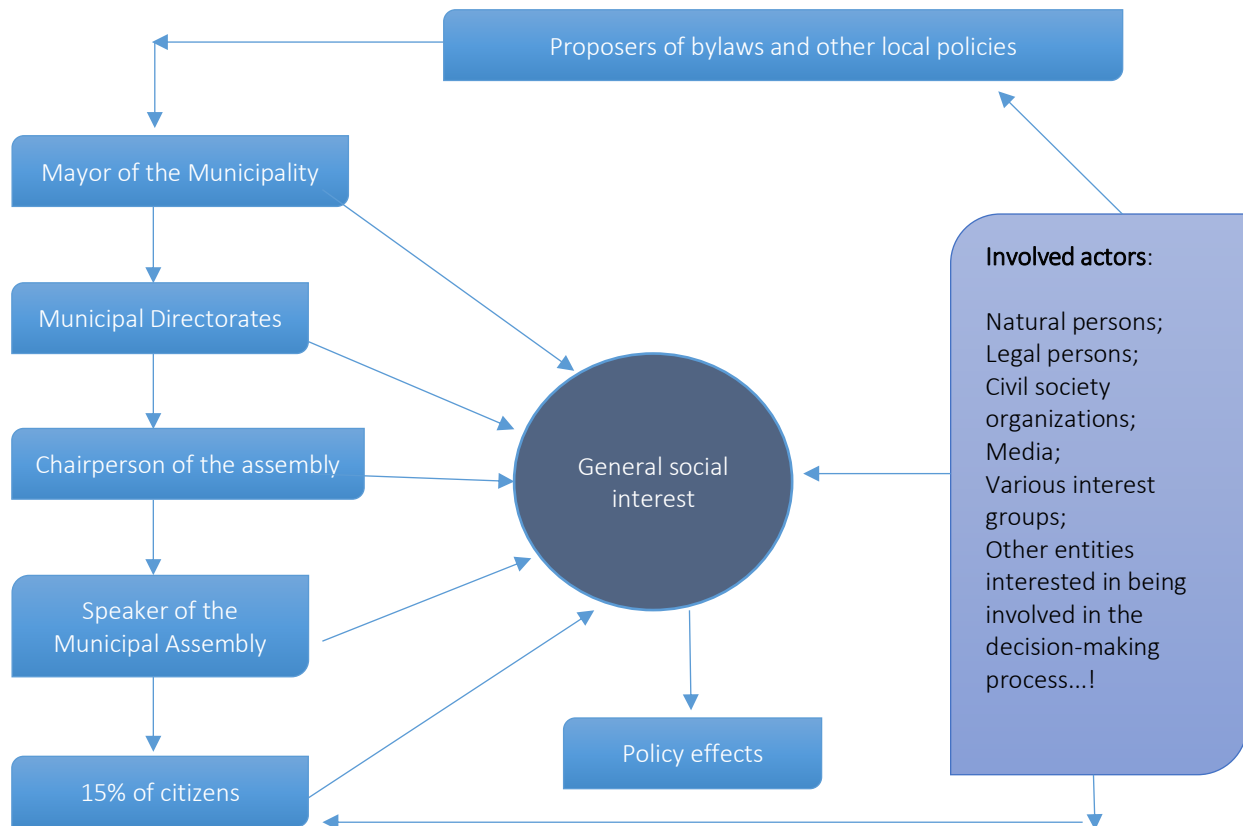 Proposers of bylaws and other local policies
Mayor of the Municipality
Municipal Directorates
Chairperson of the assembly
Speaker of the
Municipal Assembly
15% of citizens
General social
interest
Policy effects
Involved actors:
Natural persons;
Legal persons;
Civil society
organizations;
Media;
Various interest
groups;
Other entities
interested in being
involved in the
decision-making
process...!